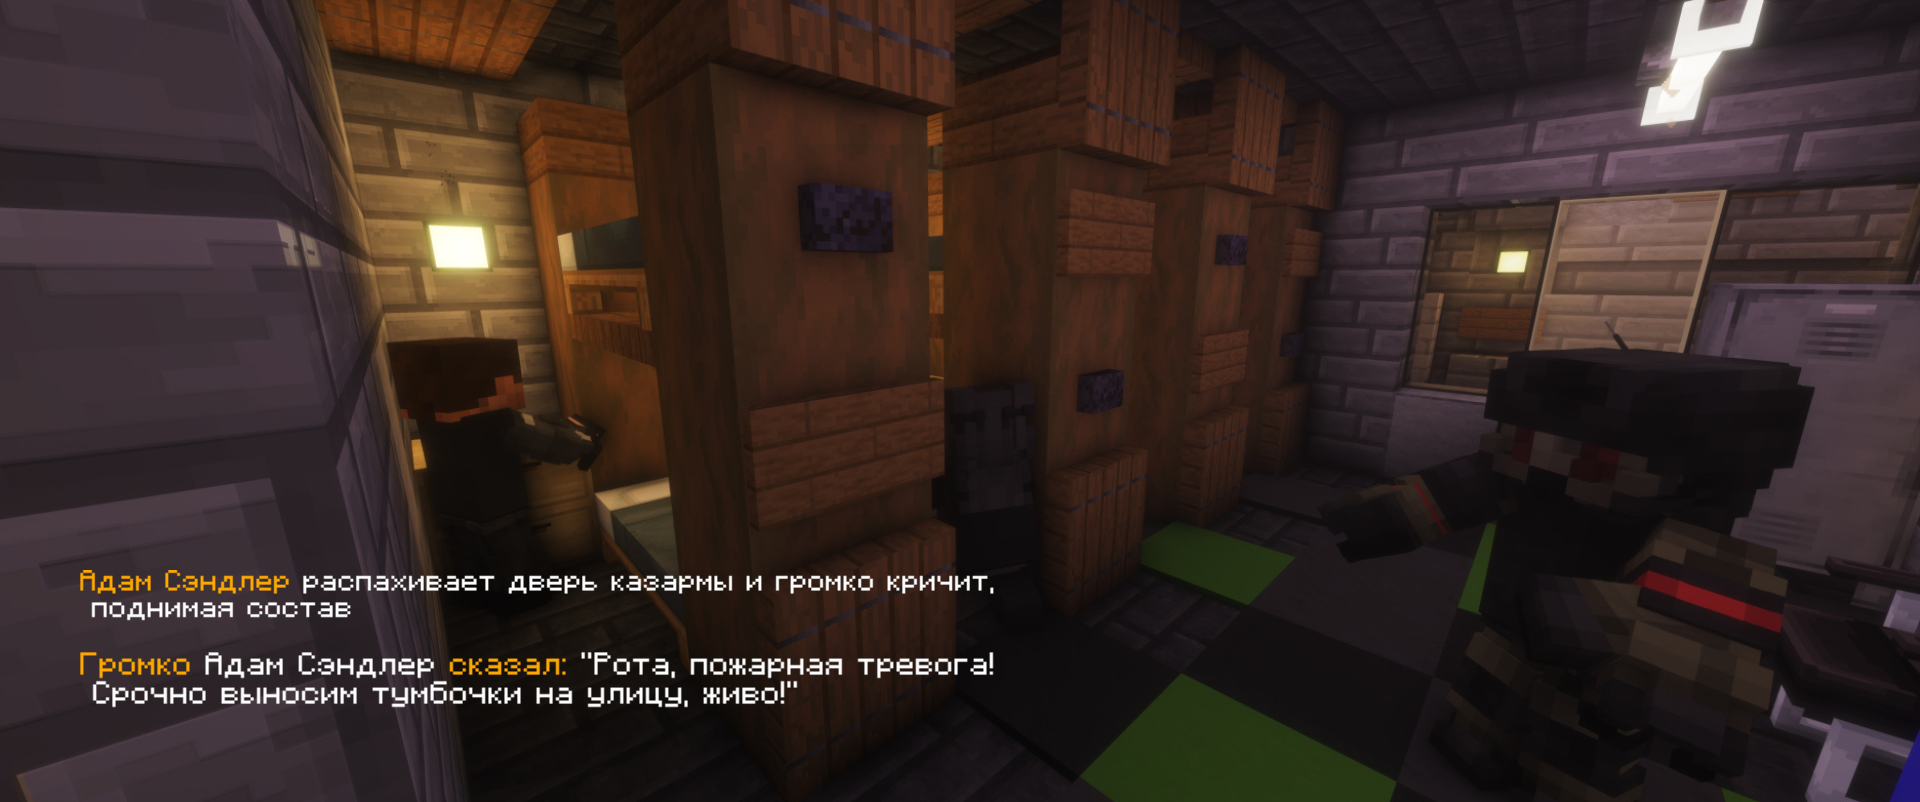 Адам Сэндлер распахивает дверь казармы и громко кричит,
поднимая состав
Громко Адам Сэндлер сказал: "Рота, пожарная тревога!
Срочно выносим тумбочки на улицу, живо!"